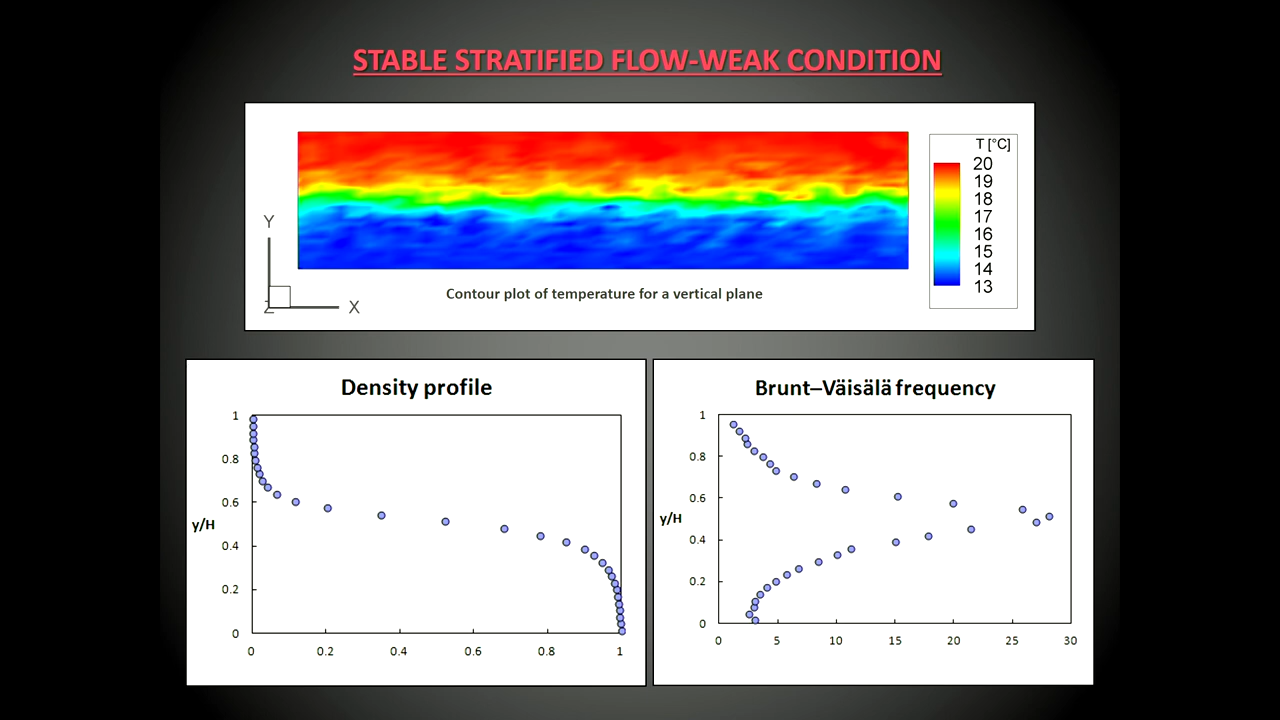 STABLE STRATIFIED FLOW-WEAK CONDITION
T [°C]
20
19
18
17
16
15
14
13
Y
Z
X
Contour plot of temperature for a vertical plane
Density profile
1
0.8
0.6
y/H
0.4
0.2
0
0 0.2 0.4 0.6 0.8 1
Brunt–Väisälä frequency
1
0.8
0.6
y/H
0.4
0.2
0
0 5 10 15 20 25 30